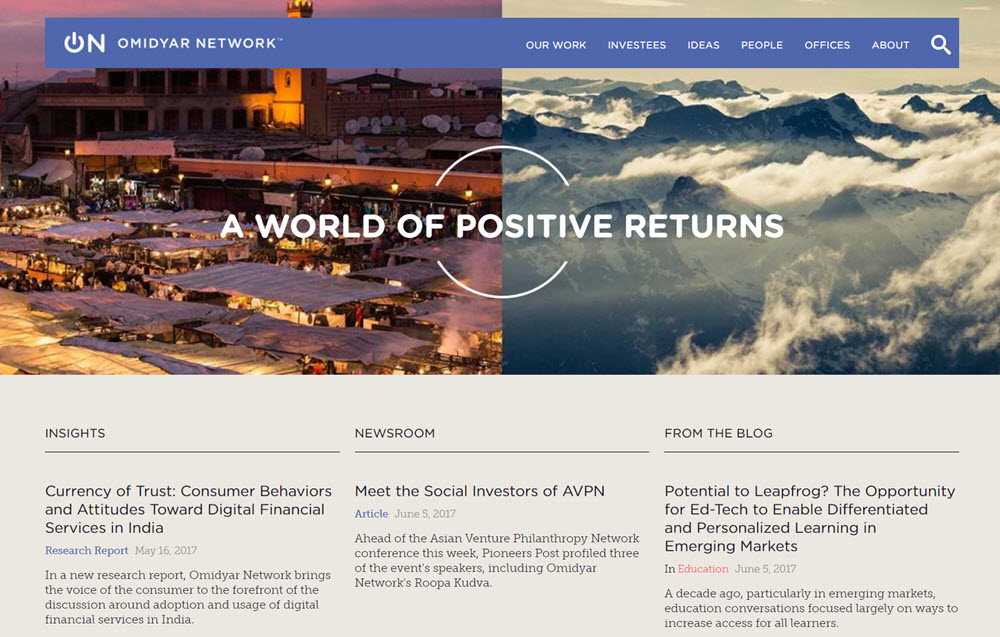 ON OMIDYAR NETWORK™
OUR WORK INVESTEES IDEAS PEOPLE OFFICES ABOUT
A WORLD OF POSITIVE RETURNS
INSIGHTS
Currency of Trust: Consumer Behaviors
and Attitudes Toward Digital Financial
Services in India
Research Report May 16, 2017
In a new research report, Omidyar Network brings
the voice of the consumer to the forefront of the
discussion around adoption and usage of digital
financial services in India.
NEWSROOM
Meet the Social Investors of AVPN
Article June 5, 2017
Ahead of the Asian Venture Philanthropy Network
conference this week, Pioneers Post profiled three
of the event's speakers, including Omidyar
Network's Roopa Kudva.
FROM THE BLOG
Potential to Leapfrog? The Opportunity
for Ed-Tech to Enable Differentiated
and Personalized Learning in
Emerging Markets
In Education June 5, 2017
A decade ago, particularly in emerging markets,
education conversations focused largely on ways to
increase access for all learners.